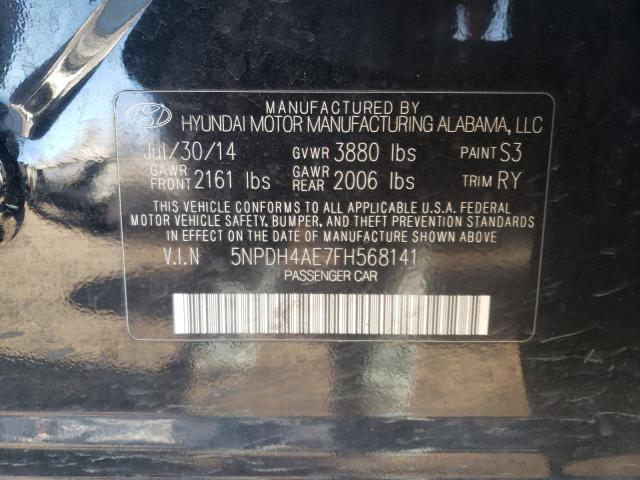 MANUFACTURED BY
HYUNDAI MOTOR MANUFACTURING ALABAMA, LLC
Jul/30/14 GVWR 3880 lbs PAINT S3
GAWR FRONT 2161 lbs GAWR REAR 2006 lbs TRIM RY
THIS VEHICLE CONFORMS TO ALL APPLICABLE U.S.A. FEDERAL
MOTOR VEHICLE SAFETY, BUMPER, AND THEFT PREVENTION STANDARDS
IN EFFECT ON THE DATE OF MANUFACTURE SHOWN ABOVE
V.I.N 5NPDH4AE7FH568141
PASSENGER CAR